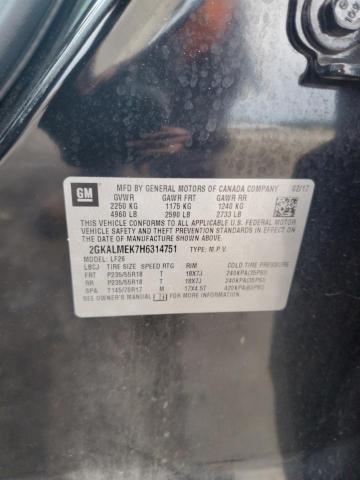 GM
MFD BY GENERAL MOTORS OF CANADA COMPANY 02/17
GVWR GAWR FRT GAWR RR
2250 KG 1175 KG 1240 KG
4960 LB 2590 LB 2733 LB
THIS VEHICLE CONFORMS TO ALL APPLICABLE U.S. FEDERAL
MOTOR VEHICLE SAFETY, BUMPER, AND THEFT PREVENTION
STANDARDS IN EFFECT ON THE DATE OF MANUFACTURE SHOWN ABOVE.
2GKALMEK7H6314751 TYPE: M.P.V.
MODEL: LF26
LBCJ TIRE SIZE SPEED RTG RIM COLD TIRE PRESSURE
FRT P235/55R18 T 18X7J 240KPA(35PSI)
RR P235/55R18 T 18X7J 240KPA(35PSI)
SPA T145/70R17 M 17X4.5T 420KPA(60PSI)
SEE OWNER'S MANUAL FOR MORE INFORMATION.